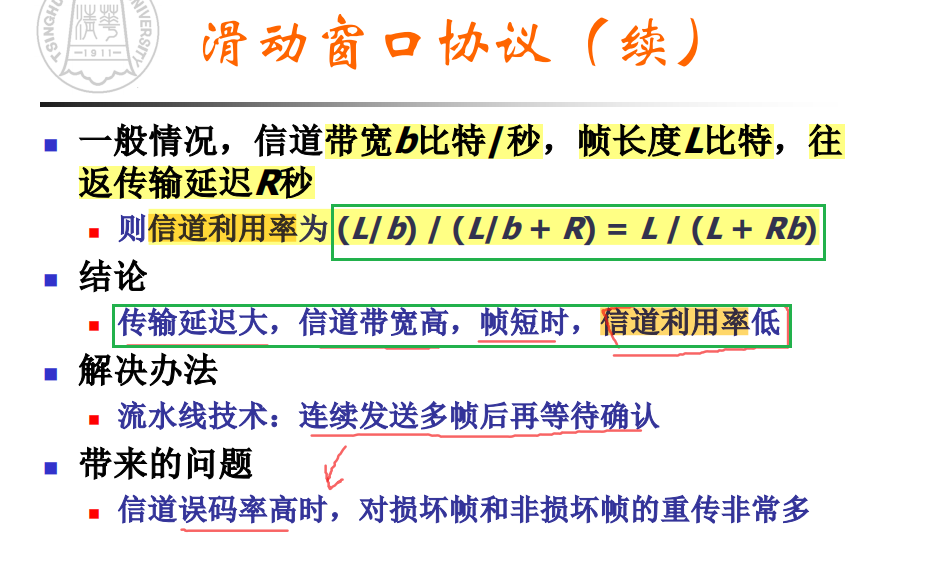 TSINGHU
UNIVERSITY
清華
1911
滑动窗口协议（续）
一般情况，信道带宽b比特/秒，帧长度L比特，往
返传输延迟R秒
则信道利用率为(L/b) / (L/b + R) = L / (L + Rb)
结论
传输延迟大，信道带宽高，帧短时，信道利用率低
解决办法
流水线技术：连续发送多帧后再等待确认
带来的问题
信道误码率高时，对损坏帧和非损坏帧的重传非常多